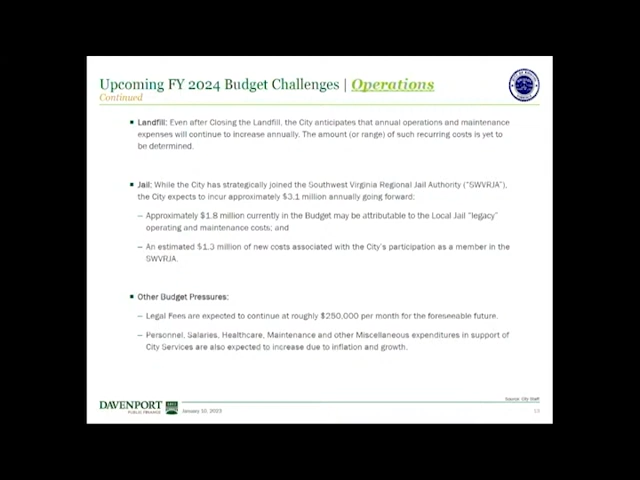 Upcoming FY 2024 Budget Challenges | Operations
Continued
▪ Landfill: Even after Closing the Landfill, the City anticipates that annual operations and maintenance
expenses will continue to increase annually. The amount (or range) of such recurring costs is yet to
be determined.
▪ Jail: While the City has strategically joined the Southwest Virginia Regional Jail Authority ("SWVRJA"),
the City expects to incur approximately $3.1 million annually going forward:
– Approximately $1.8 million currently in the Budget may be attributable to the Local Jail "legacy"
operating and maintenance costs; and
– An estimated $1.3 million of new costs associated with the City's participation as a member in the
SWVRJA.
▪ Other Budget Pressures:
– Legal Fees are expected to continue at roughly $250,000 per month for the foreseeable future.
– Personnel, Salaries, Healthcare, Maintenance and other Miscellaneous expenditures in support of
City Services are also expected to increase due to inflation and growth.
Source: City Staff
DAVENPORT
PUBLIC FINANCE
January 10, 2023